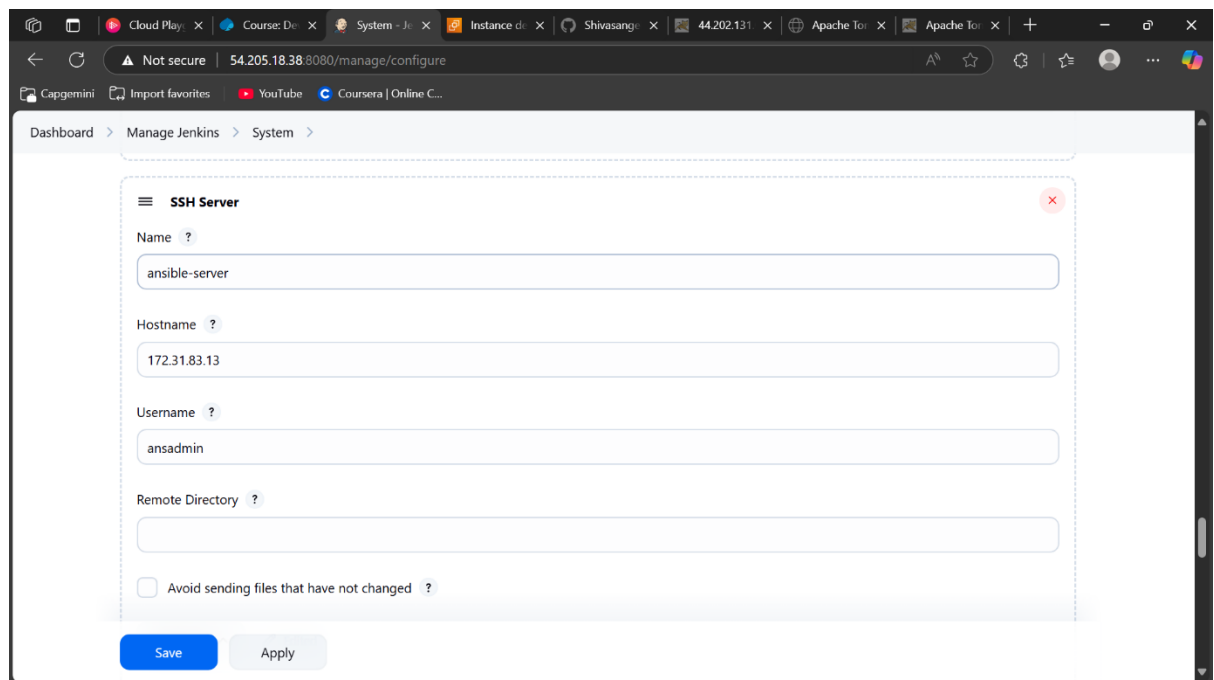 Cloud Play
Course: De
System - Je
Instance de
Shivasange
44.202.131.
Apache Tor
Apache Tor
Not secure | 54.205.18.38:8080/manage/configure
Capgemini Import favorites YouTube Coursera | Online C...
Dashboard > Manage Jenkins > System >
SSH Server
Name ?
ansible-server
Hostname ?
172.31.83.13
Username ?
ansadmin
Remote Directory ?
Avoid sending files that have not changed ?
Save Apply